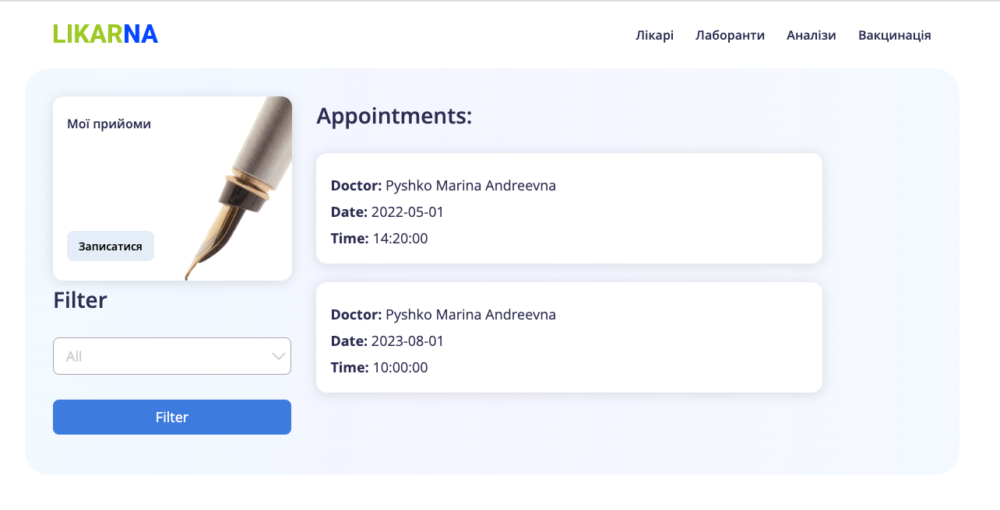 LIKARNA
Лікарі Лаборанти Аналізи Вакцинація
Мої прийоми
Записатися
Filter
All
Filter
Appointments:
Doctor: Pyshko Marina Andreevna
Date: 2022-05-01
Time: 14:20:00
Doctor: Pyshko Marina Andreevna
Date: 2023-08-01
Time: 10:00:00